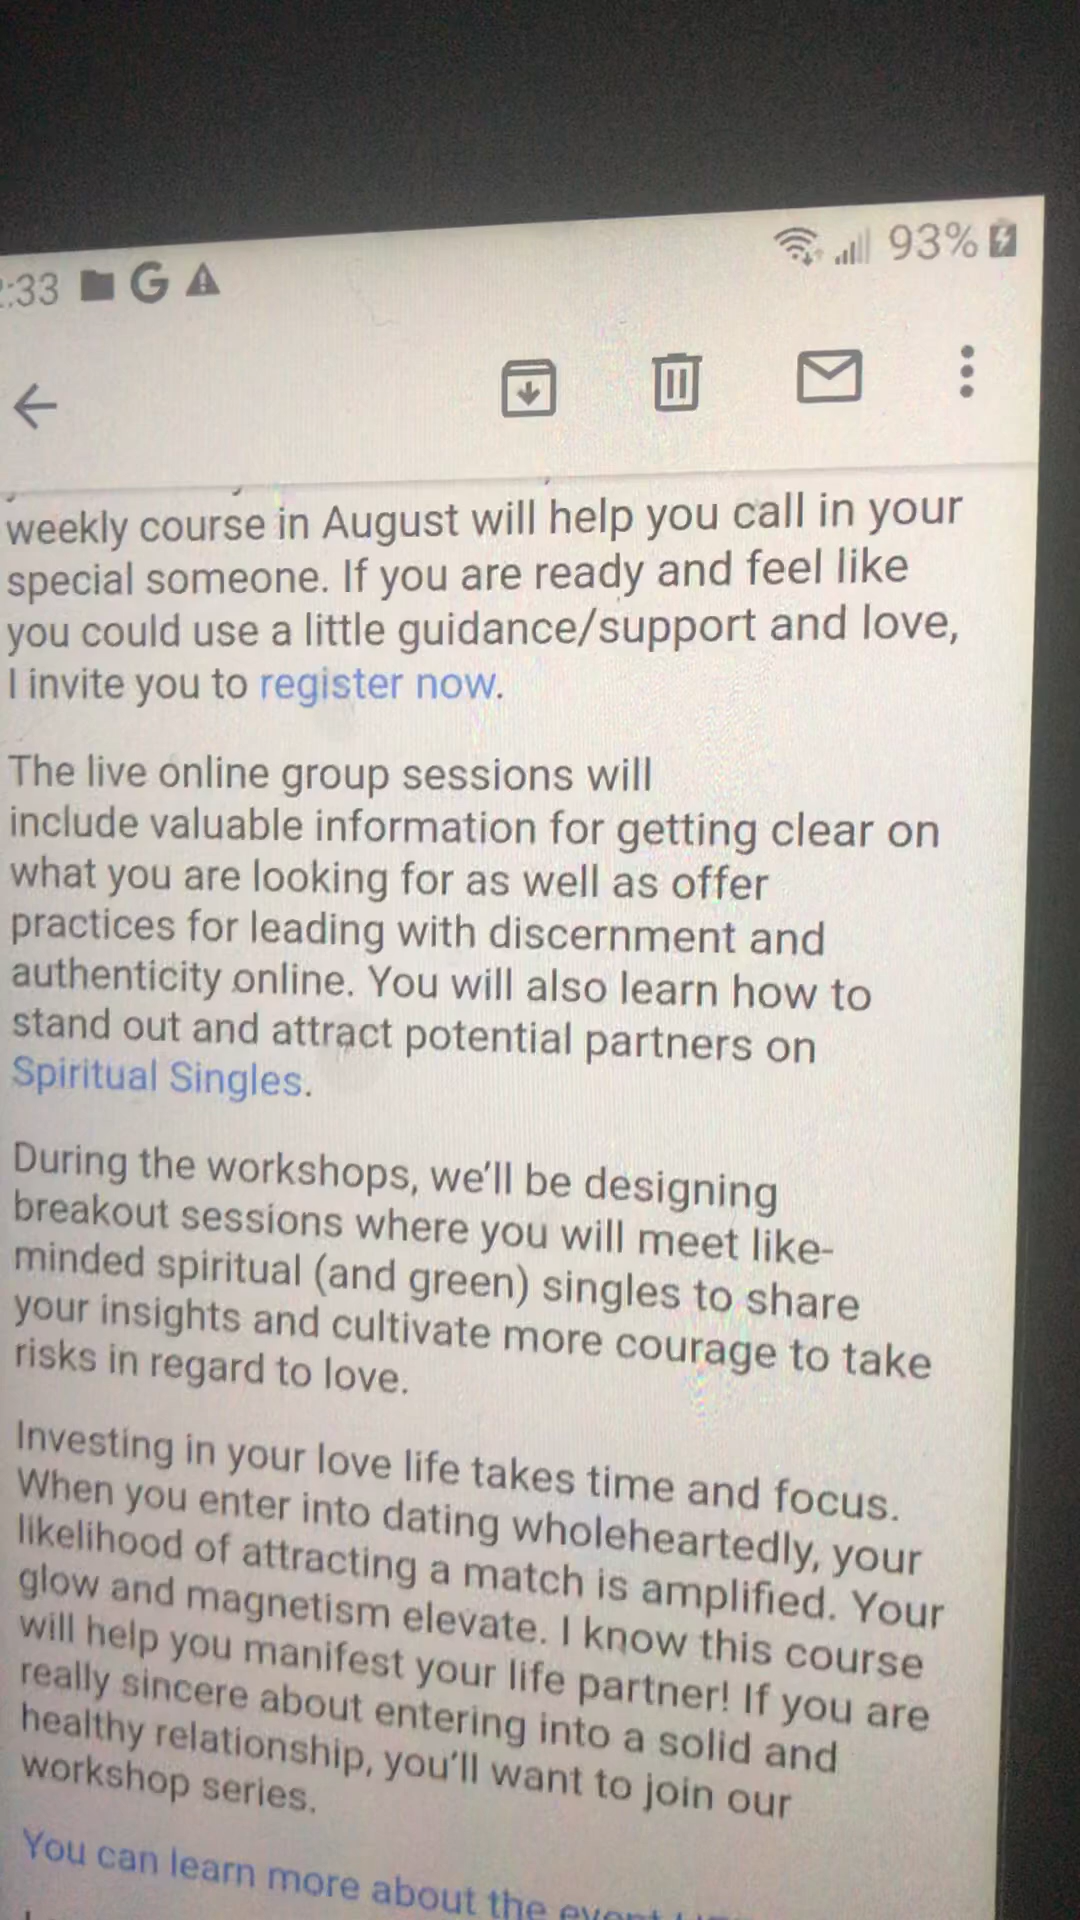 :33 G
93%
weekly course in August will help you call in your
special someone. If you are ready and feel like
you could use a little guidance/support and love,
I invite you to register now.
The live online group sessions will
include valuable information for getting clear on
what you are looking for as well as offer
practices for leading with discernment and
authenticity online. You will also learn how to
stand out and attract potential partners on
Spiritual Singles.
During the workshops, we'll be designing
breakout sessions where you will meet like-
minded spiritual (and green) singles to share
your insights and cultivate more courage to take
risks in regard to love.
Investing in your love life takes time and focus.
When you enter into dating wholeheartedly, your
likelihood of attracting a match is amplified. Your
glow and magnetism elevate. I know this course
will help you manifest your life partner! If you are
really sincere about entering into a solid and
healthy relationship, you'll want to join our
workshop series.
You can learn more about the event